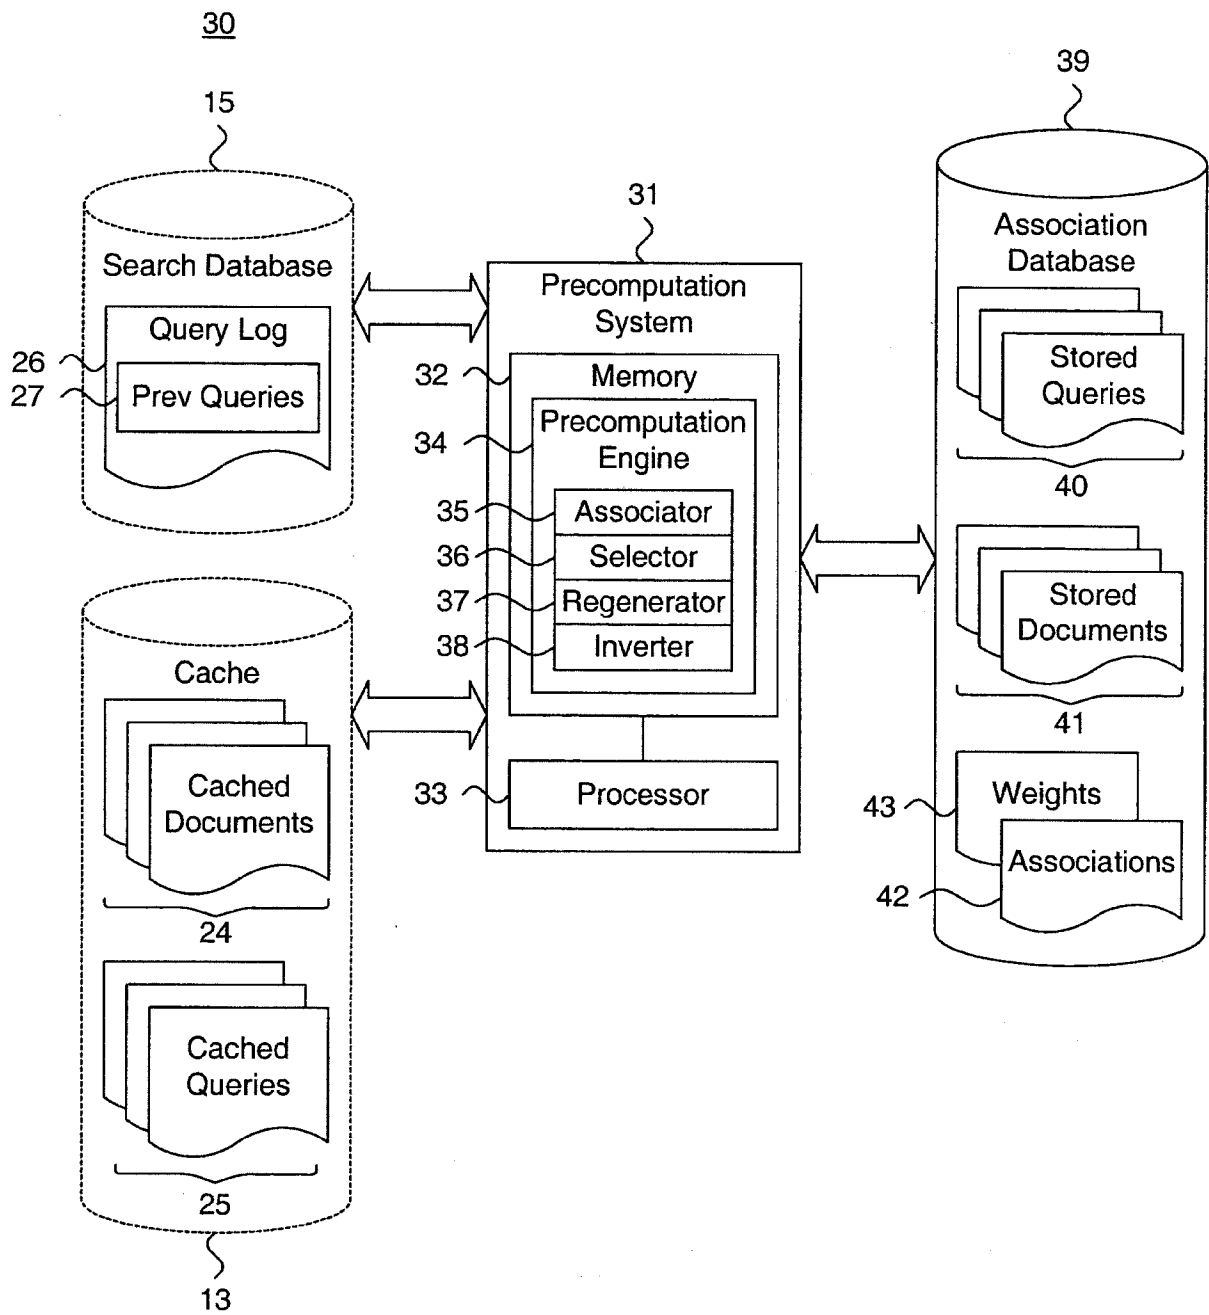 30
15
Search Database
Query Log
26
Prev Queries
27
31
Precomputation
System
32
Memory
34
Precomputation
Engine
35
Associator
36
Selector
37
Regenerator
38
Inverter
33
Processor
39
Association
Database
Stored
Queries
40
Stored
Documents
41
43
Weights
42
Associations
Cache
Cached
Documents
24
Cached
Queries
25
13